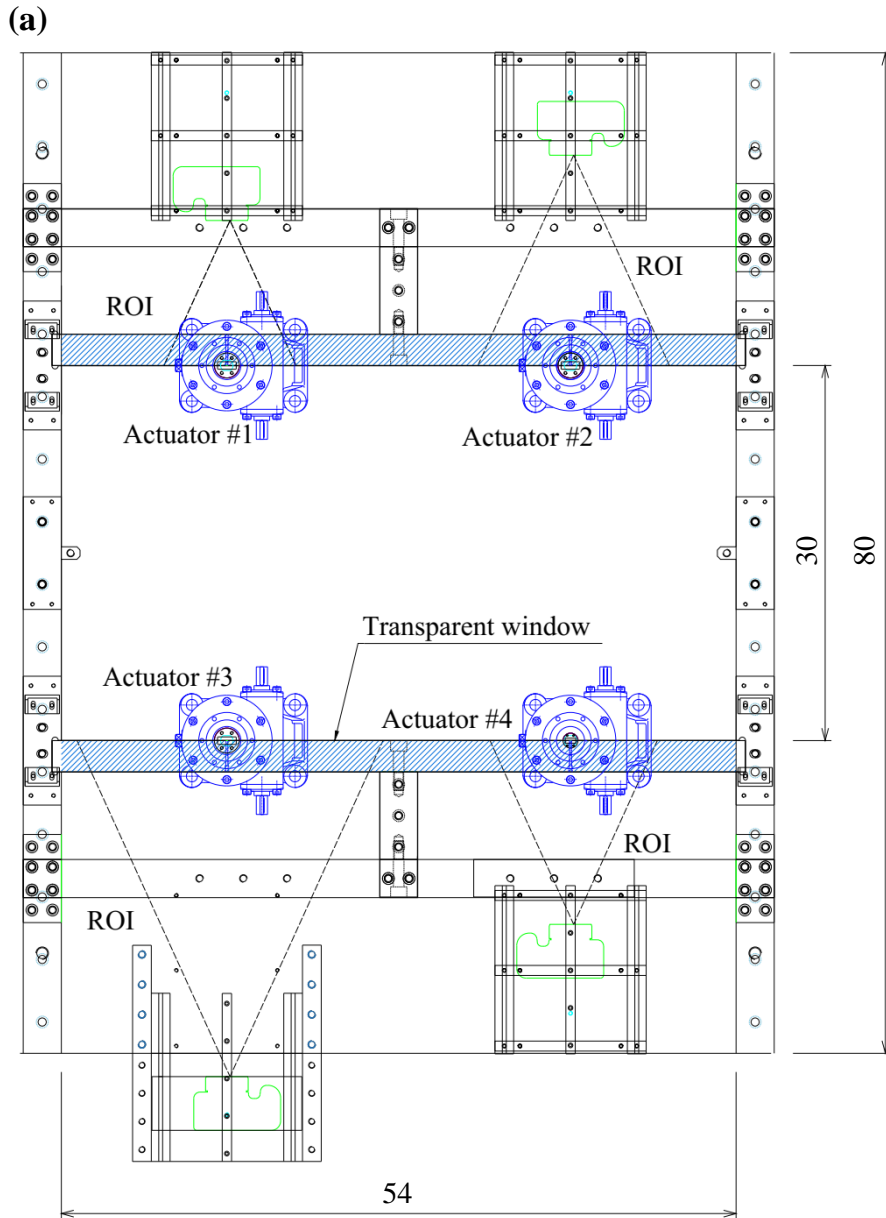 (a)
ROI
ROI
Actuator #1
Actuator #2
30
80
Transparent window
Actuator #3
Actuator #4
ROI
ROI
54